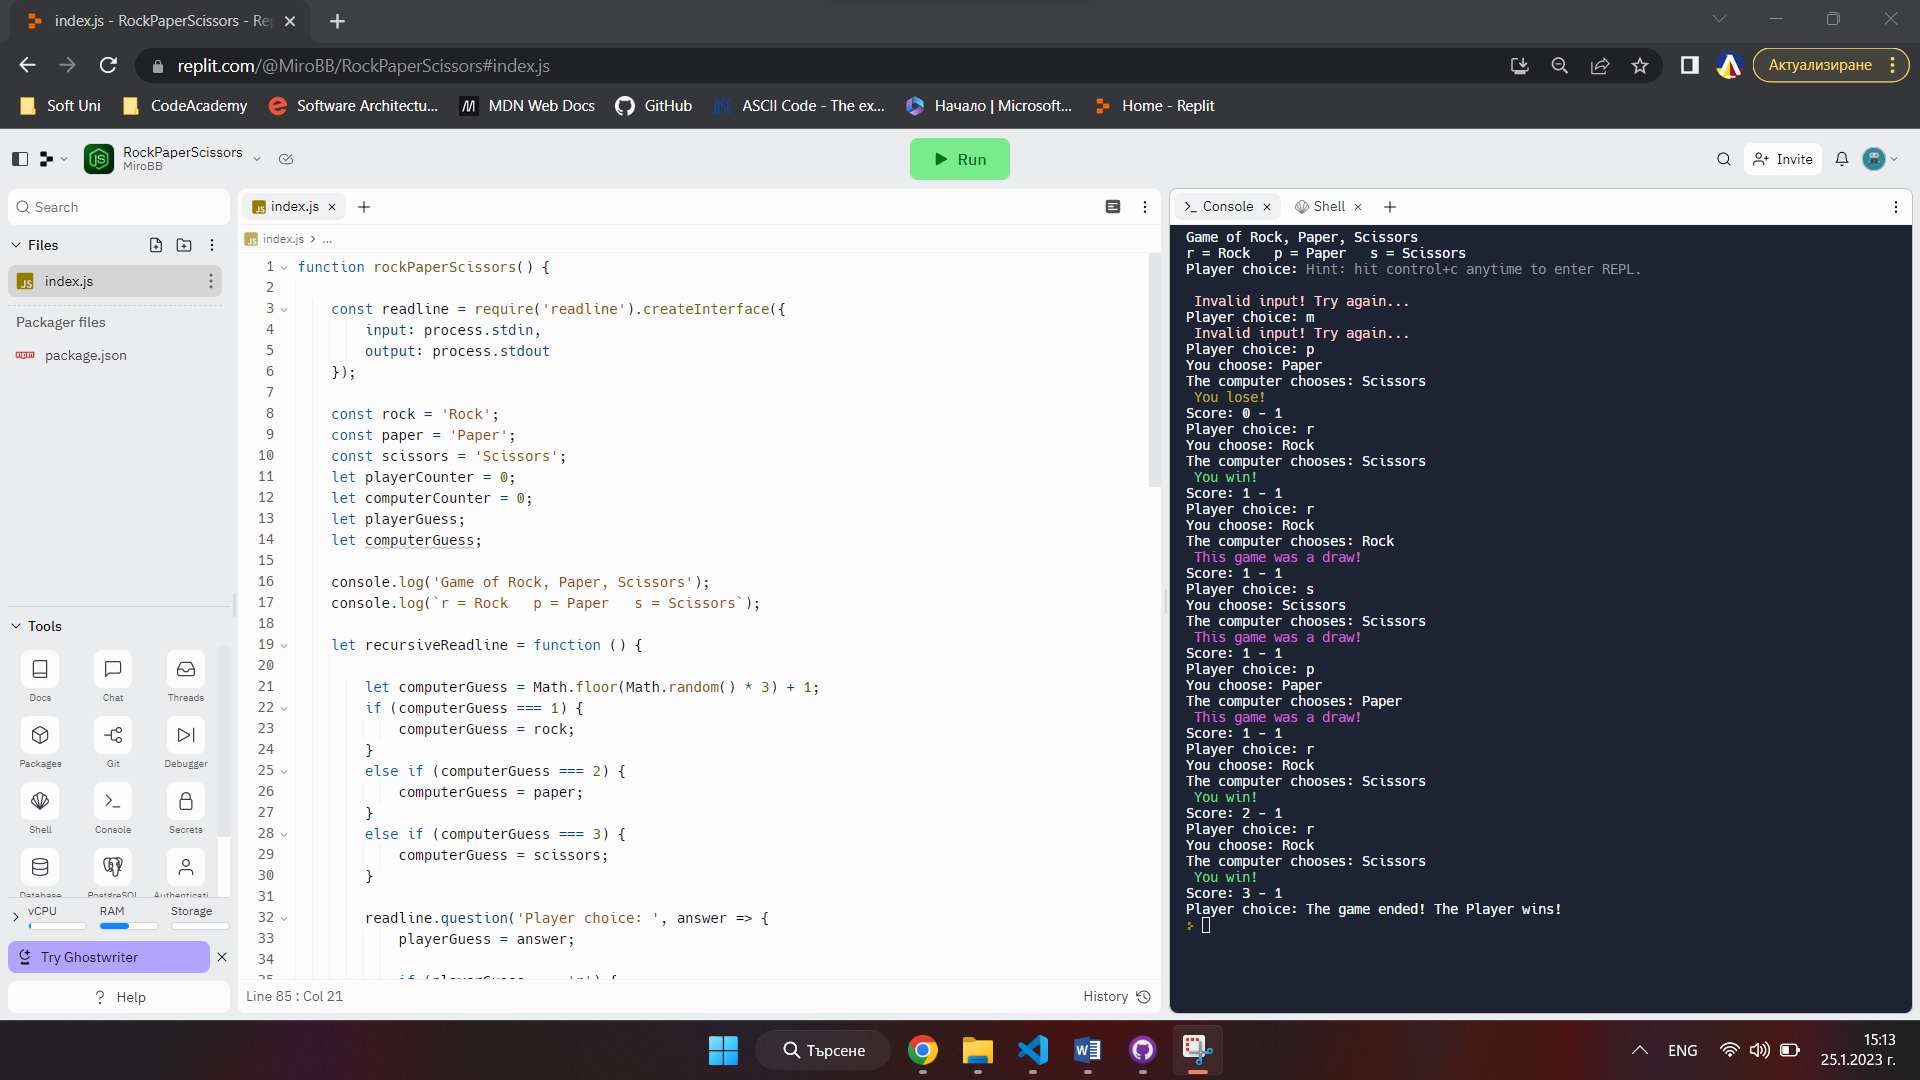 index.js - RockPaperScissors - Rep
replit.com/@MiroBB/RockPaperScissors#index.js
Актуализиране
Soft Uni
CodeAcademy
Software Architectu...
MDN Web Docs
GitHub
ASCII Code - The ex...
Начало | Microsoft...
Home - Replit
RockPaperScissors
MiroBB
Run
Invite
Search
Files
index.js
Packager files
package.json
Tools
Docs
Chat
Threads
Packages
Git
Debugger
Shell
Console
Secrets
Database
PostgreSQL
Authenticati
vCPU
RAM
Storage
Try Ghostwriter
? Help
index.js
index.js > ...
1 function rockPaperScissors() {
2
3 const readline = require('readline').createInterface({
4 input: process.stdin,
5 output: process.stdout
6 });
7
8 const rock = 'Rock';
9 const paper = 'Paper';
10 const scissors = 'Scissors';
11 let playerCounter = 0;
12 let computerCounter = 0;
13 let playerGuess;
14 let computerGuess;
15
16 console.log('Game of Rock, Paper, Scissors');
17 console.log(`r = Rock   p = Paper   s = Scissors`);
18
19 let recursiveReadline = function () {
20
21 let computerGuess = Math.floor(Math.random() * 3) + 1;
22 if (computerGuess === 1) {
23 computerGuess = rock;
24 }
25 else if (computerGuess === 2) {
26 computerGuess = paper;
27 }
28 else if (computerGuess === 3) {
29 computerGuess = scissors;
30 }
31
32 readline.question('Player choice: ', answer => {
33 playerGuess = answer;
34
Line 85 : Col 21
History
Console
Shell
Game of Rock, Paper, Scissors
r = Rock   p = Paper   s = Scissors
Player choice: Hint: hit control+c anytime to enter REPL.
Invalid input! Try again...
Player choice: m
Invalid input! Try again...
Player choice: p
You choose: Paper
The computer chooses: Scissors
You lose!
Score: 0 - 1
Player choice: r
You choose: Rock
The computer chooses: Scissors
You win!
Score: 1 - 1
Player choice: r
You choose: Rock
The computer chooses: Rock
This game was a draw!
Score: 1 - 1
Player choice: s
You choose: Scissors
The computer chooses: Scissors
This game was a draw!
Score: 1 - 1
Player choice: p
You choose: Paper
The computer chooses: Paper
This game was a draw!
Score: 1 - 1
Player choice: r
You choose: Rock
The computer chooses: Scissors
You win!
Score: 2 - 1
Player choice: r
You choose: Rock
The computer chooses: Scissors
You win!
Score: 3 - 1
Player choice: The game ended! The Player wins!
Търсене
ENG
15:13
25.1.2023 г.